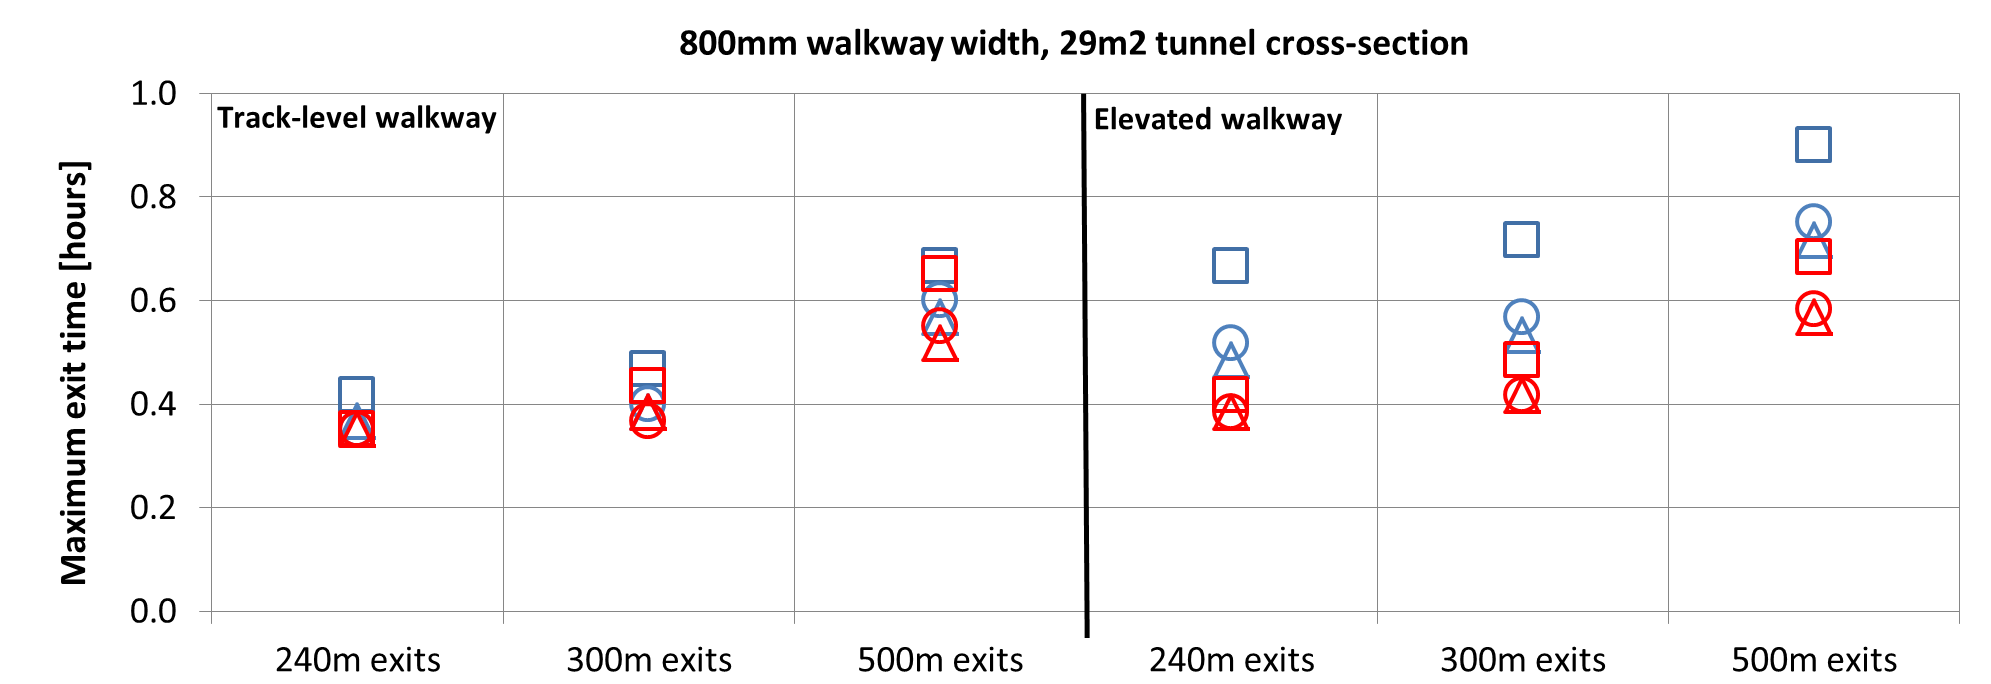 800mm walkway width, 29m2 tunnel cross-section
Maximum exit time [hours]
1.0
0.8
0.6
0.4
0.2
0.0
Track-level walkway
Elevated walkway
240m exits
300m exits
500m exits
240m exits
300m exits
500m exits